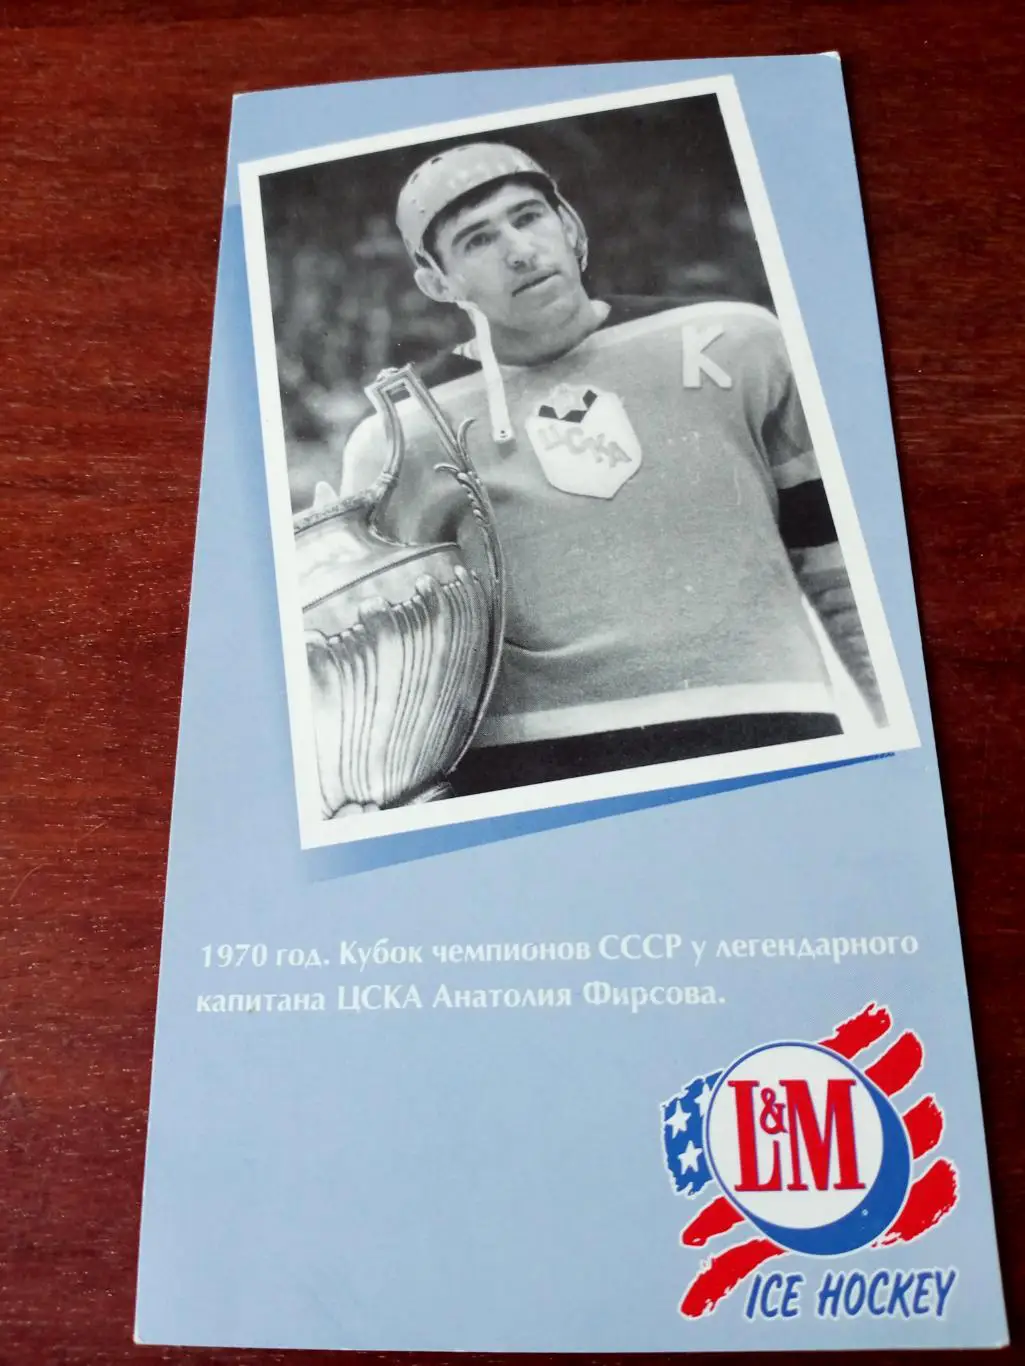 К
ЦСКА
1970 год. Кубок чемпионов СССР у легендарного
капитана ЦСКА Анатолия Фирсова.
L&M
ICE HOCKEY